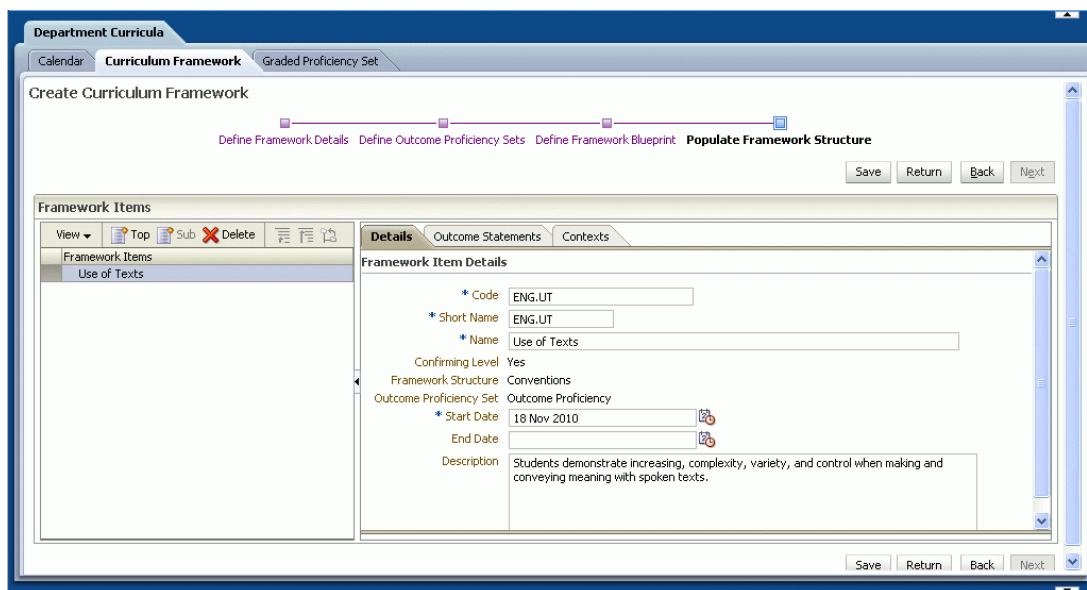 Department Curricula
Calendar Curriculum Framework Graded Proficiency Set
Create Curriculum Framework
Define Framework Details Define Outcome Proficiency Sets Define Framework Blueprint Populate Framework Structure
Save Return Back Next
Framework Items
View Top Sub Delete
Framework Items
Use of Texts
Details Outcome Statements Contexts
Framework Item Details
* Code ENG.UT
* Short Name ENG.UT
* Name Use of Texts
Confirming Level Yes
Framework Structure Conventions
Outcome Proficiency Set Outcome Proficiency
* Start Date 18 Nov 2010
End Date
Description Students demonstrate increasing, complexity, variety, and control when making and
conveying meaning with spoken texts.
Save Return Back Next